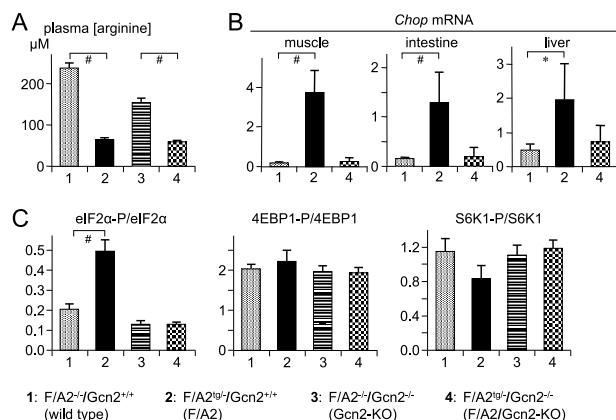 A
plasma [arginine]
µM
200
100
0
#
#
1 2 3 4
B
Chop mRNA
muscle
intestine
liver
4
2
0
#
1 2 4
2
1
0
#
1 2 4
3
2
1
0
*
1 2 4
C
eIF2α-P/eIF2α
4EBP1-P/4EBP1
S6K1-P/S6K1
0.5
0.4
0.3
0.2
0.1
0.0
#
1 2 3 4
3
2
1
0
1 2 3 4
1.2
0.8
0.4
0.0
1 2 3 4
1: F/A2-/-/Gcn2+/+ 2: F/A2tg/-/Gcn2+/+ 3: F/A2-/-/Gcn2-/- 4: F/A2tg/-/Gcn2-/-
(wild type) (F/A2) (Gcn2-KO) (F/A2/Gcn2-KO)